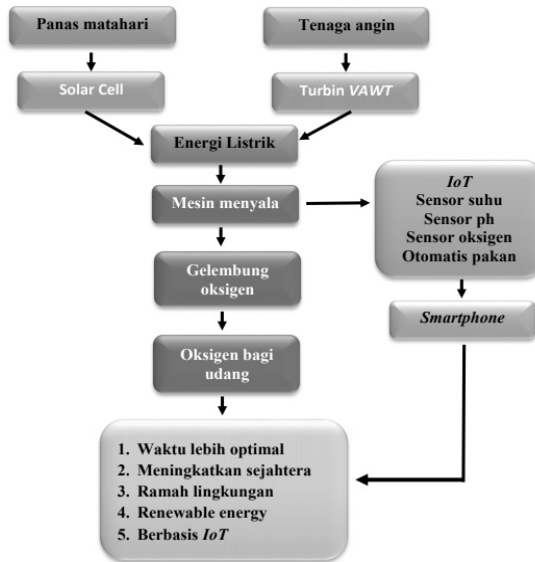 Panas matahari
Tenaga angin
Solar Cell
Turbin VAWT
Energi Listrik
Mesin menyala
IoT
Sensor suhu
Sensor ph
Sensor oksigen
Otomatis pakan
Gelembung
oksigen
Smartphone
Oksigen bagi
udang
1. Waktu lebih optimal
2. Meningkatkan sejahtera
3. Ramah lingkungan
4. Renewable energy
5. Berbasis IoT